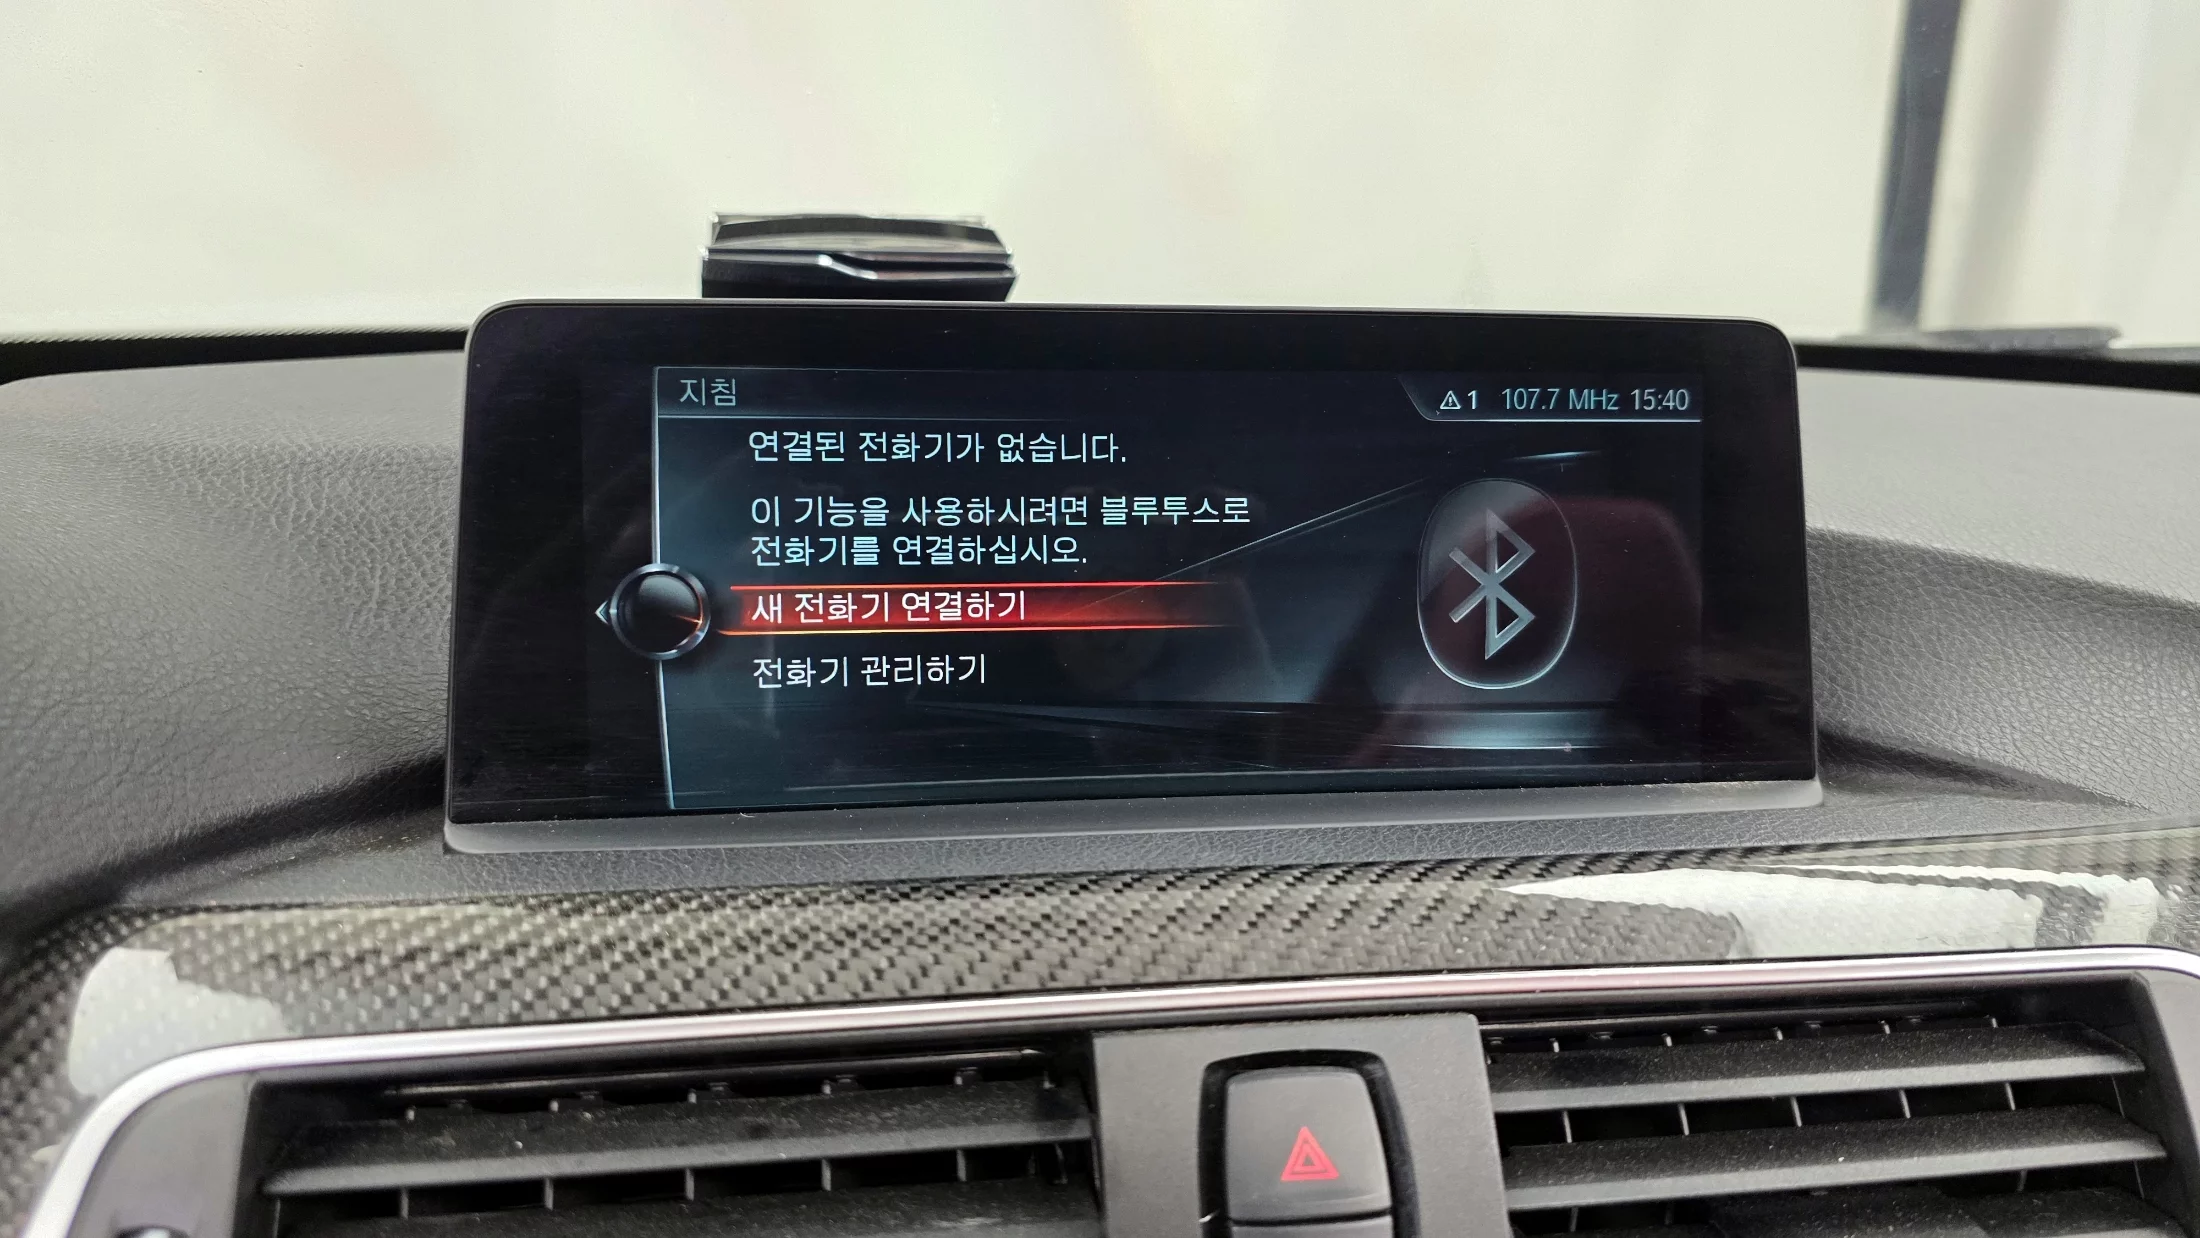 지침
1 107.7 MHz 15:40
연결된 전화기가 없습니다.
이 기능을 사용하시려면 블루투스로
전화기를 연결하십시오.
새 전화기 연결하기
전화기 관리하기